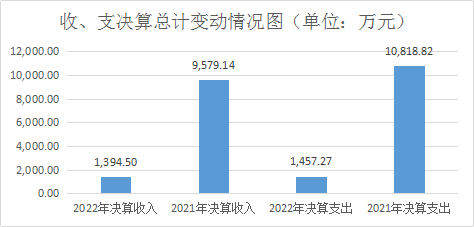 收、支决算总计变动情况图（单位：万元）
12,000.00
10,000.00
8,000.00
6,000.00
4,000.00
2,000.00
0.00
1,394.50
9,579.14
1,457.27
10,818.82
2022年决算收入
2021年决算收入
2022年决算支出
2021年决算支出